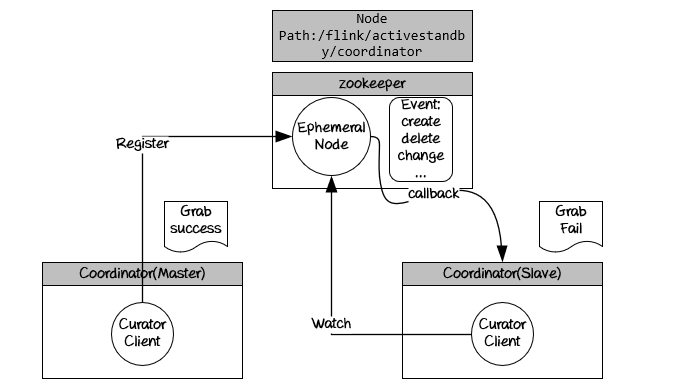 Node
Path:/flink/activestandb
y/coordinator
zookeeper
Ephemeral
Node
Event:
create
delete
change
...
Register
callback
Grab
success
Grab
Fail
Coordinator(Master)
Coordinator(Slave)
Curator
Client
Watch
Curator
Client